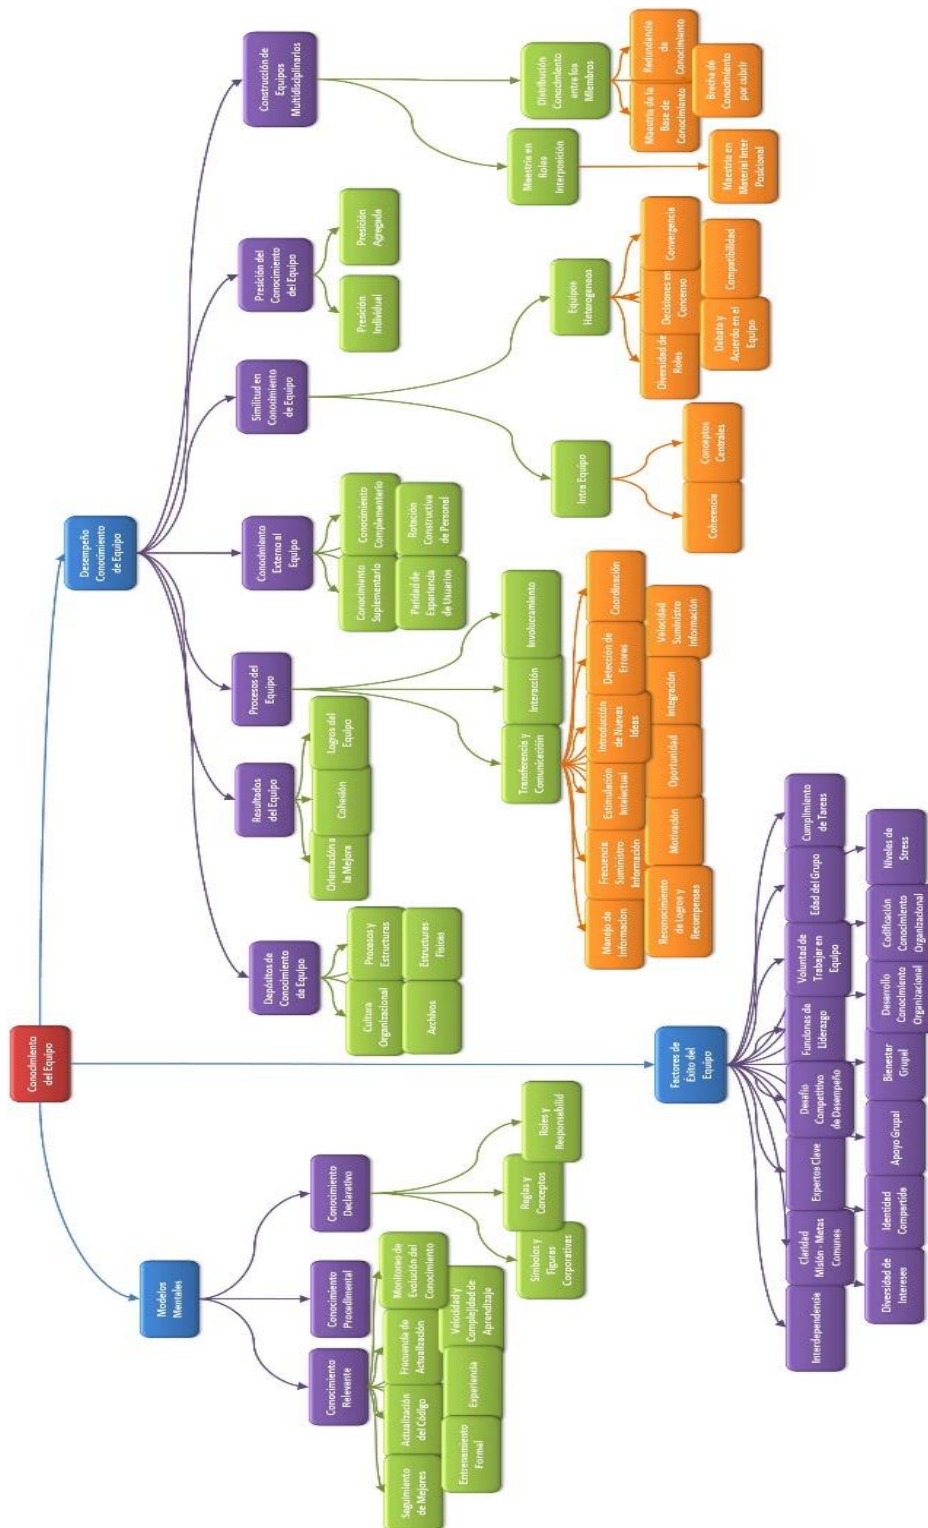 Conocimiento
del Equipo
Modelos
Mentales
Conocimiento
Relevante
Conocimiento
Procedimental
Conocimiento
Declarativo
Seguimiento
de Mejores
Actualización
del Código
Frecuencia de
Actualización
Monitoreo de
Evolución del
Conocimiento
Entrenamiento
Formal
Experiencia
Velocidad y
Complejidad de
Aprendizaje
Símbolos y
Figuras
Corporativas
Reglas y
Conceptos
Roles y
Responsabilid
Factores de
Éxito del
Equipo
Interdependencia
Claridad
Misión - Metas
Comunes
Expertos Clave
Desafío
Competitivo
de Desempeño
Funciones de
Liderazgo
Voluntad de
Trabajar en
Equipo
Edad del Grupo
Cumplimiento
de Tareas
Diversidad de
Intereses
Identidad
Compartida
Apoyo Grupal
Bienestar
Grupal
Desarrollo
Conocimiento
Organizacional
Codificación
Conocimiento
Organizacional
Niveles de
Stress
Desempeño
Conocimiento
de Equipo
Depósitos de
Conocimiento
de Equipo
Cultura
Organizacional
Procesos y
Estructuras
Archivos
Estructuras
Físicas
Resultados
del Equipo
Orientación a
la Mejora
Cohesión
Logros del
Equipo
Procesos del
Equipo
Transferencia y
Interacción
Involucramiento
Manejo de
Informacion
Frecuencia
Suministro
Información
Estimulación
Intelectual
Introducción
de Nuevas
Ideas
Detección de
Errores
Coordinación
Reconocimiento
de Logros y
Recompensas
Motivación
Oportunidad
Integración
Velocidad
Suministro
Información
Conocimiento
Externo al
Equipo
Conocimiento
Suplementario
Conocimiento
Complementario
Paridad de
Experiencia
de Usuarios
Rotación
Constructiva
de Personal
Similitud en
Conocimiento
de Equipo
Intra Equipo
Coherencia
Conceptos
Centrales
Equipos
Diversidad de
Roles
Decisiones en
Concenso
Convergencia
Acuerdo en el
Equipo
Compatibilidad
Presición del
Conocimiento
del Equipo
Presición
Individual
Presición
Agregada
Construcción de
Equipos
Multidisciplinarios
Maestría en
Roles
Interposición
Maestría en
Material Inter
Posicional
Distribución
Conocimiento
entre los
Miembros
Maestría de la
Base de
Conocimiento
Redundancia
de
Conocimiento
Brecha de
Conocimiento
por cubrir